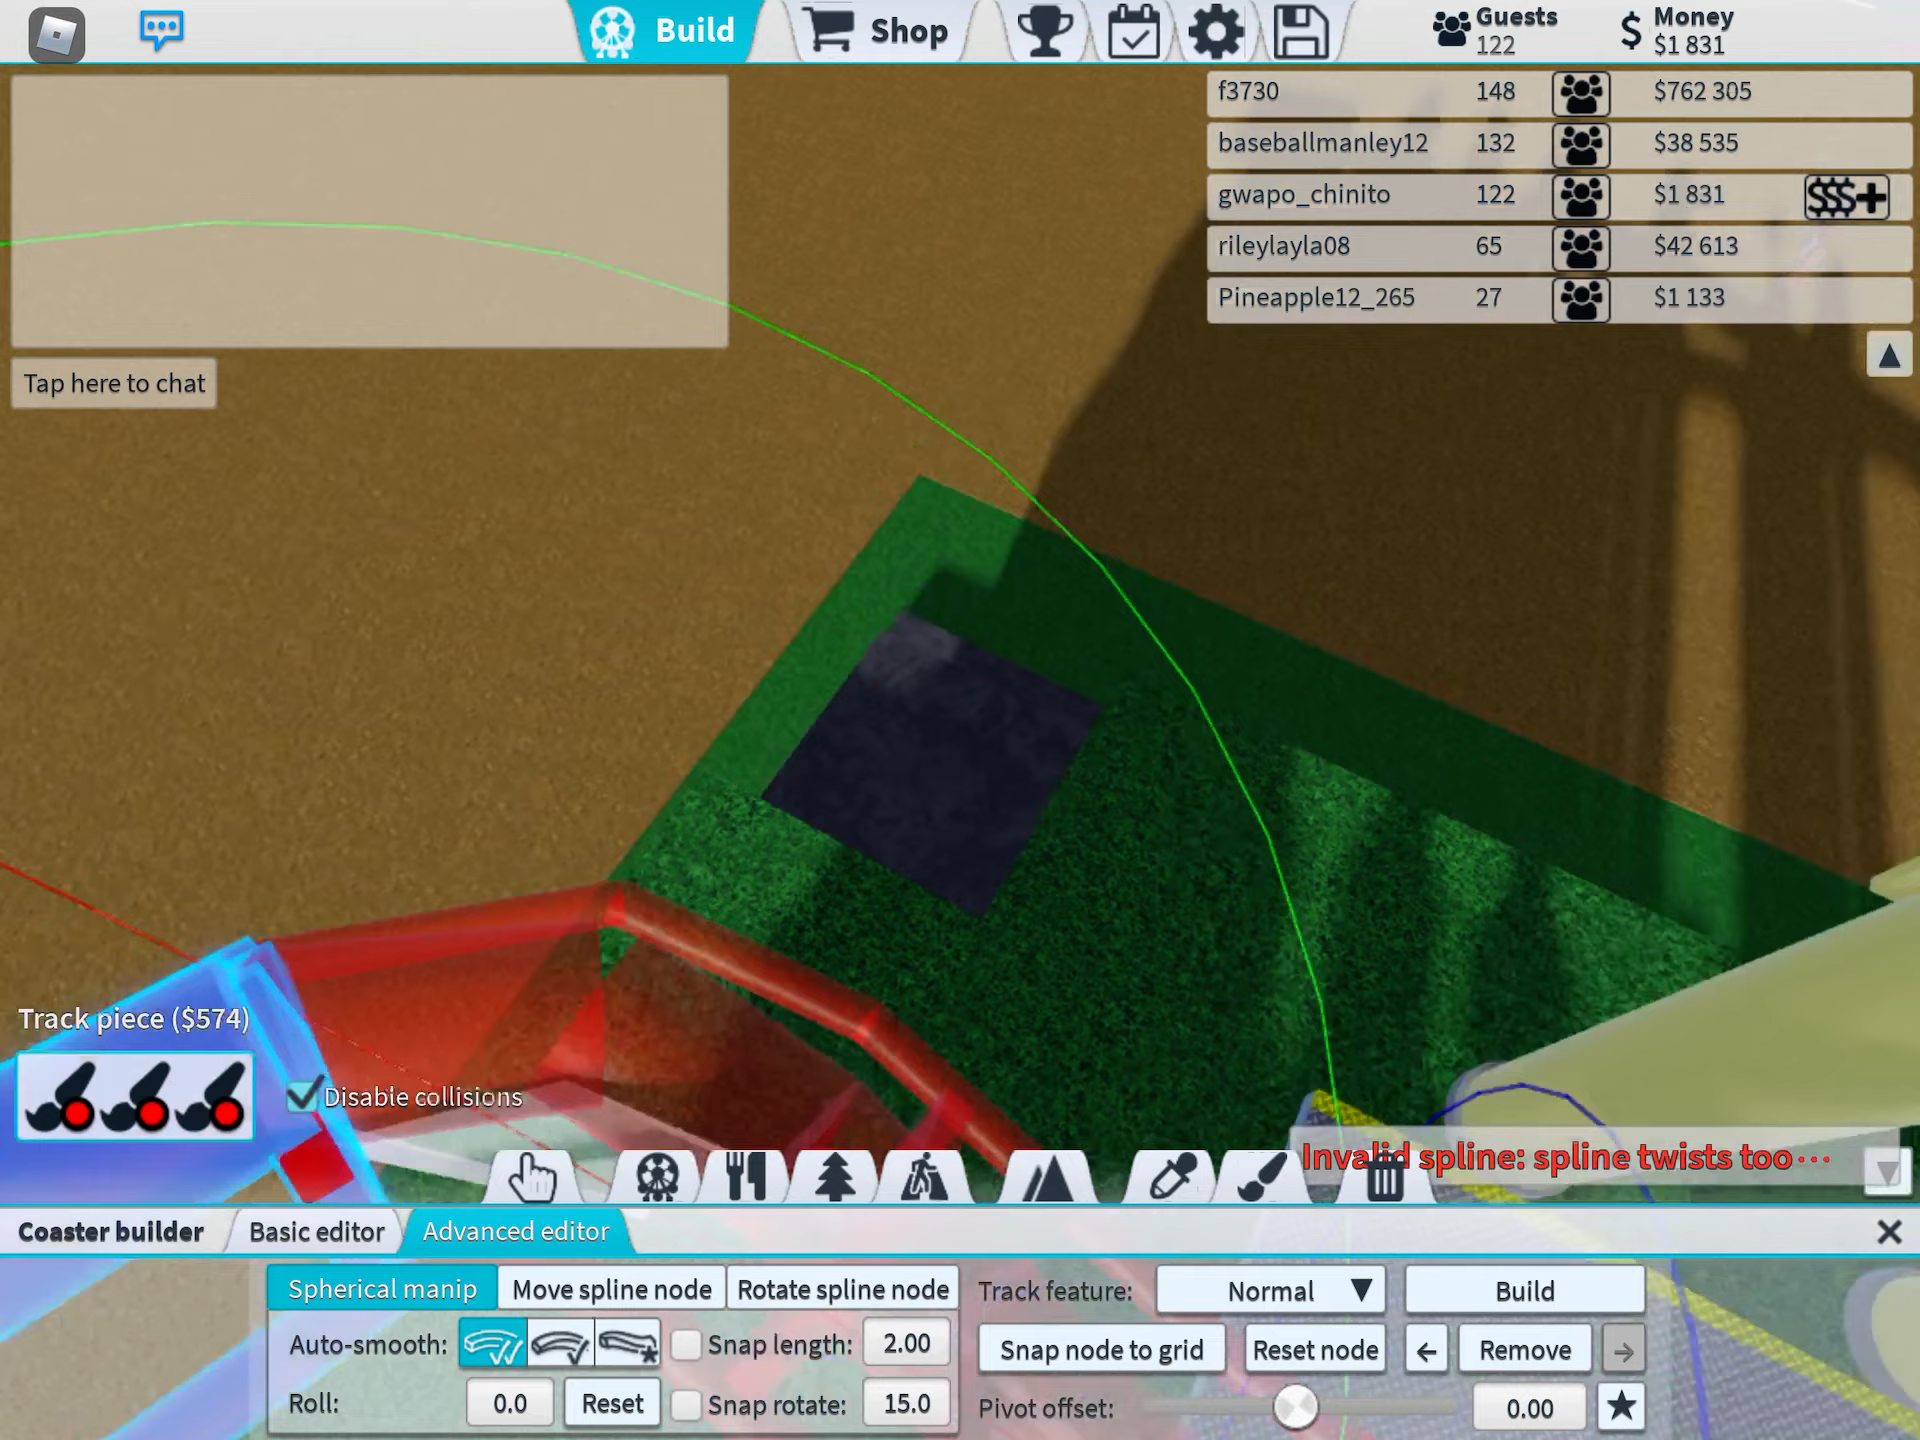 Build
Shop
Guests
122
$ Money
$1 831
f3730 148 $762 305
baseballmanley12 132 $38 535
gwapo_chinito 122 $1 831 $$$+
rileylayla08 65 $42 613
Pineapple12_265 27 $1 133
Tap here to chat
Track piece ($574)
Disable collisions
Invalid spline: spline twists too...
Coaster builder
Basic editor
Advanced editor
Spherical manip
Move spline node
Rotate spline node
Track feature:
Normal
Build
Auto-smooth:
Snap length:
2.00
Snap node to grid
Reset node
Remove
Roll:
0.0
Reset
Snap rotate:
15.0
Pivot offset:
0.00